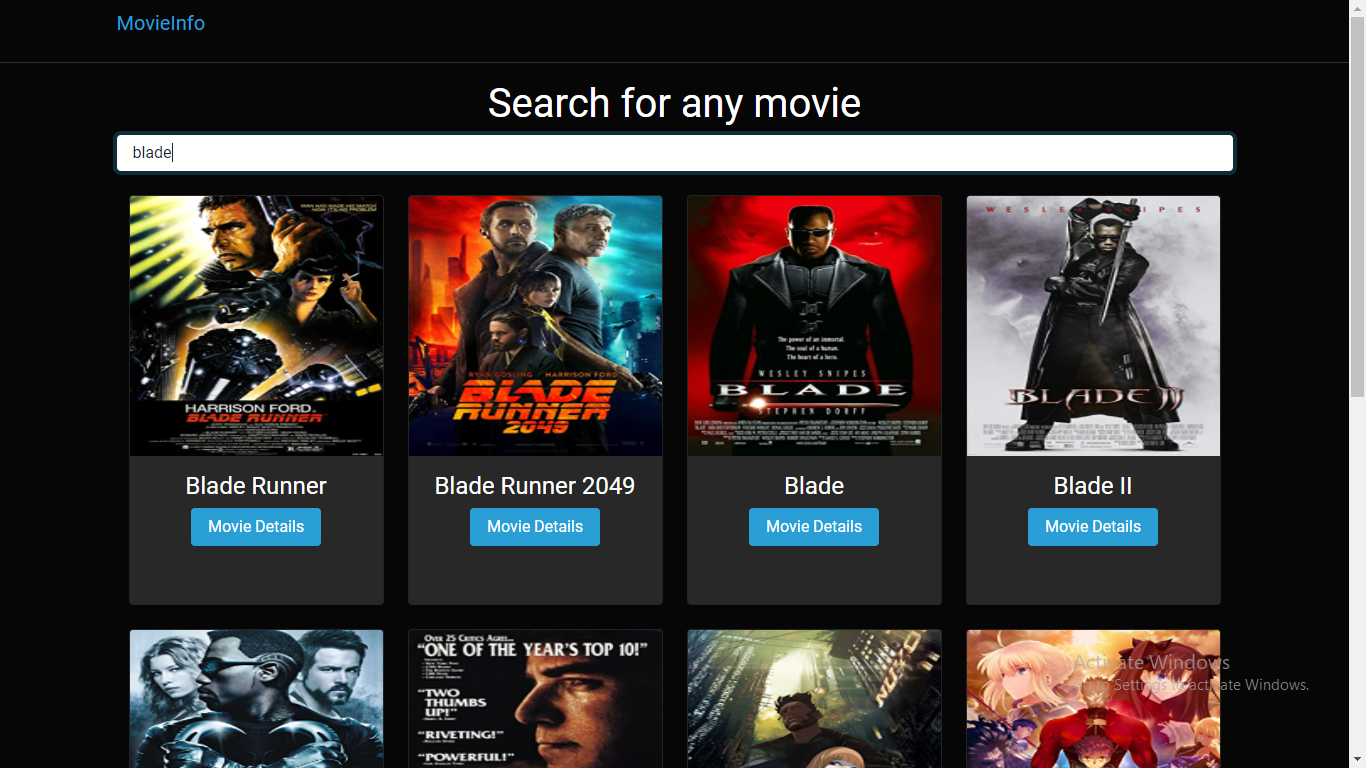 MovieInfo
Search for any movie
blade
MAN HAS MADE HIS MATCH
NOW IT'S HIS PROBLEM
HARRISON FORD
BLADE RUNNER
RYAN GOSLING / HARRISON FORD
BLADE
RUNNER
2049
The power of an immortal.
The soul of a human.
The heart of a hero.
WESLEY SNIPES
BLADE
STEPHEN DORFF
WESLEY SNIPES
BLADE II
Blade Runner
Blade Runner 2049
Blade
Blade II
Movie Details
Movie Details
Movie Details
Movie Details
OVER 25 CRITICS AGREE...
"ONE OF THE YEAR'S TOP 10!"
"TWO
THUMBS
UP!"
"RIVETING!"
"POWERFUL!"
Activate Windows
Go to Settings to activate Windows.